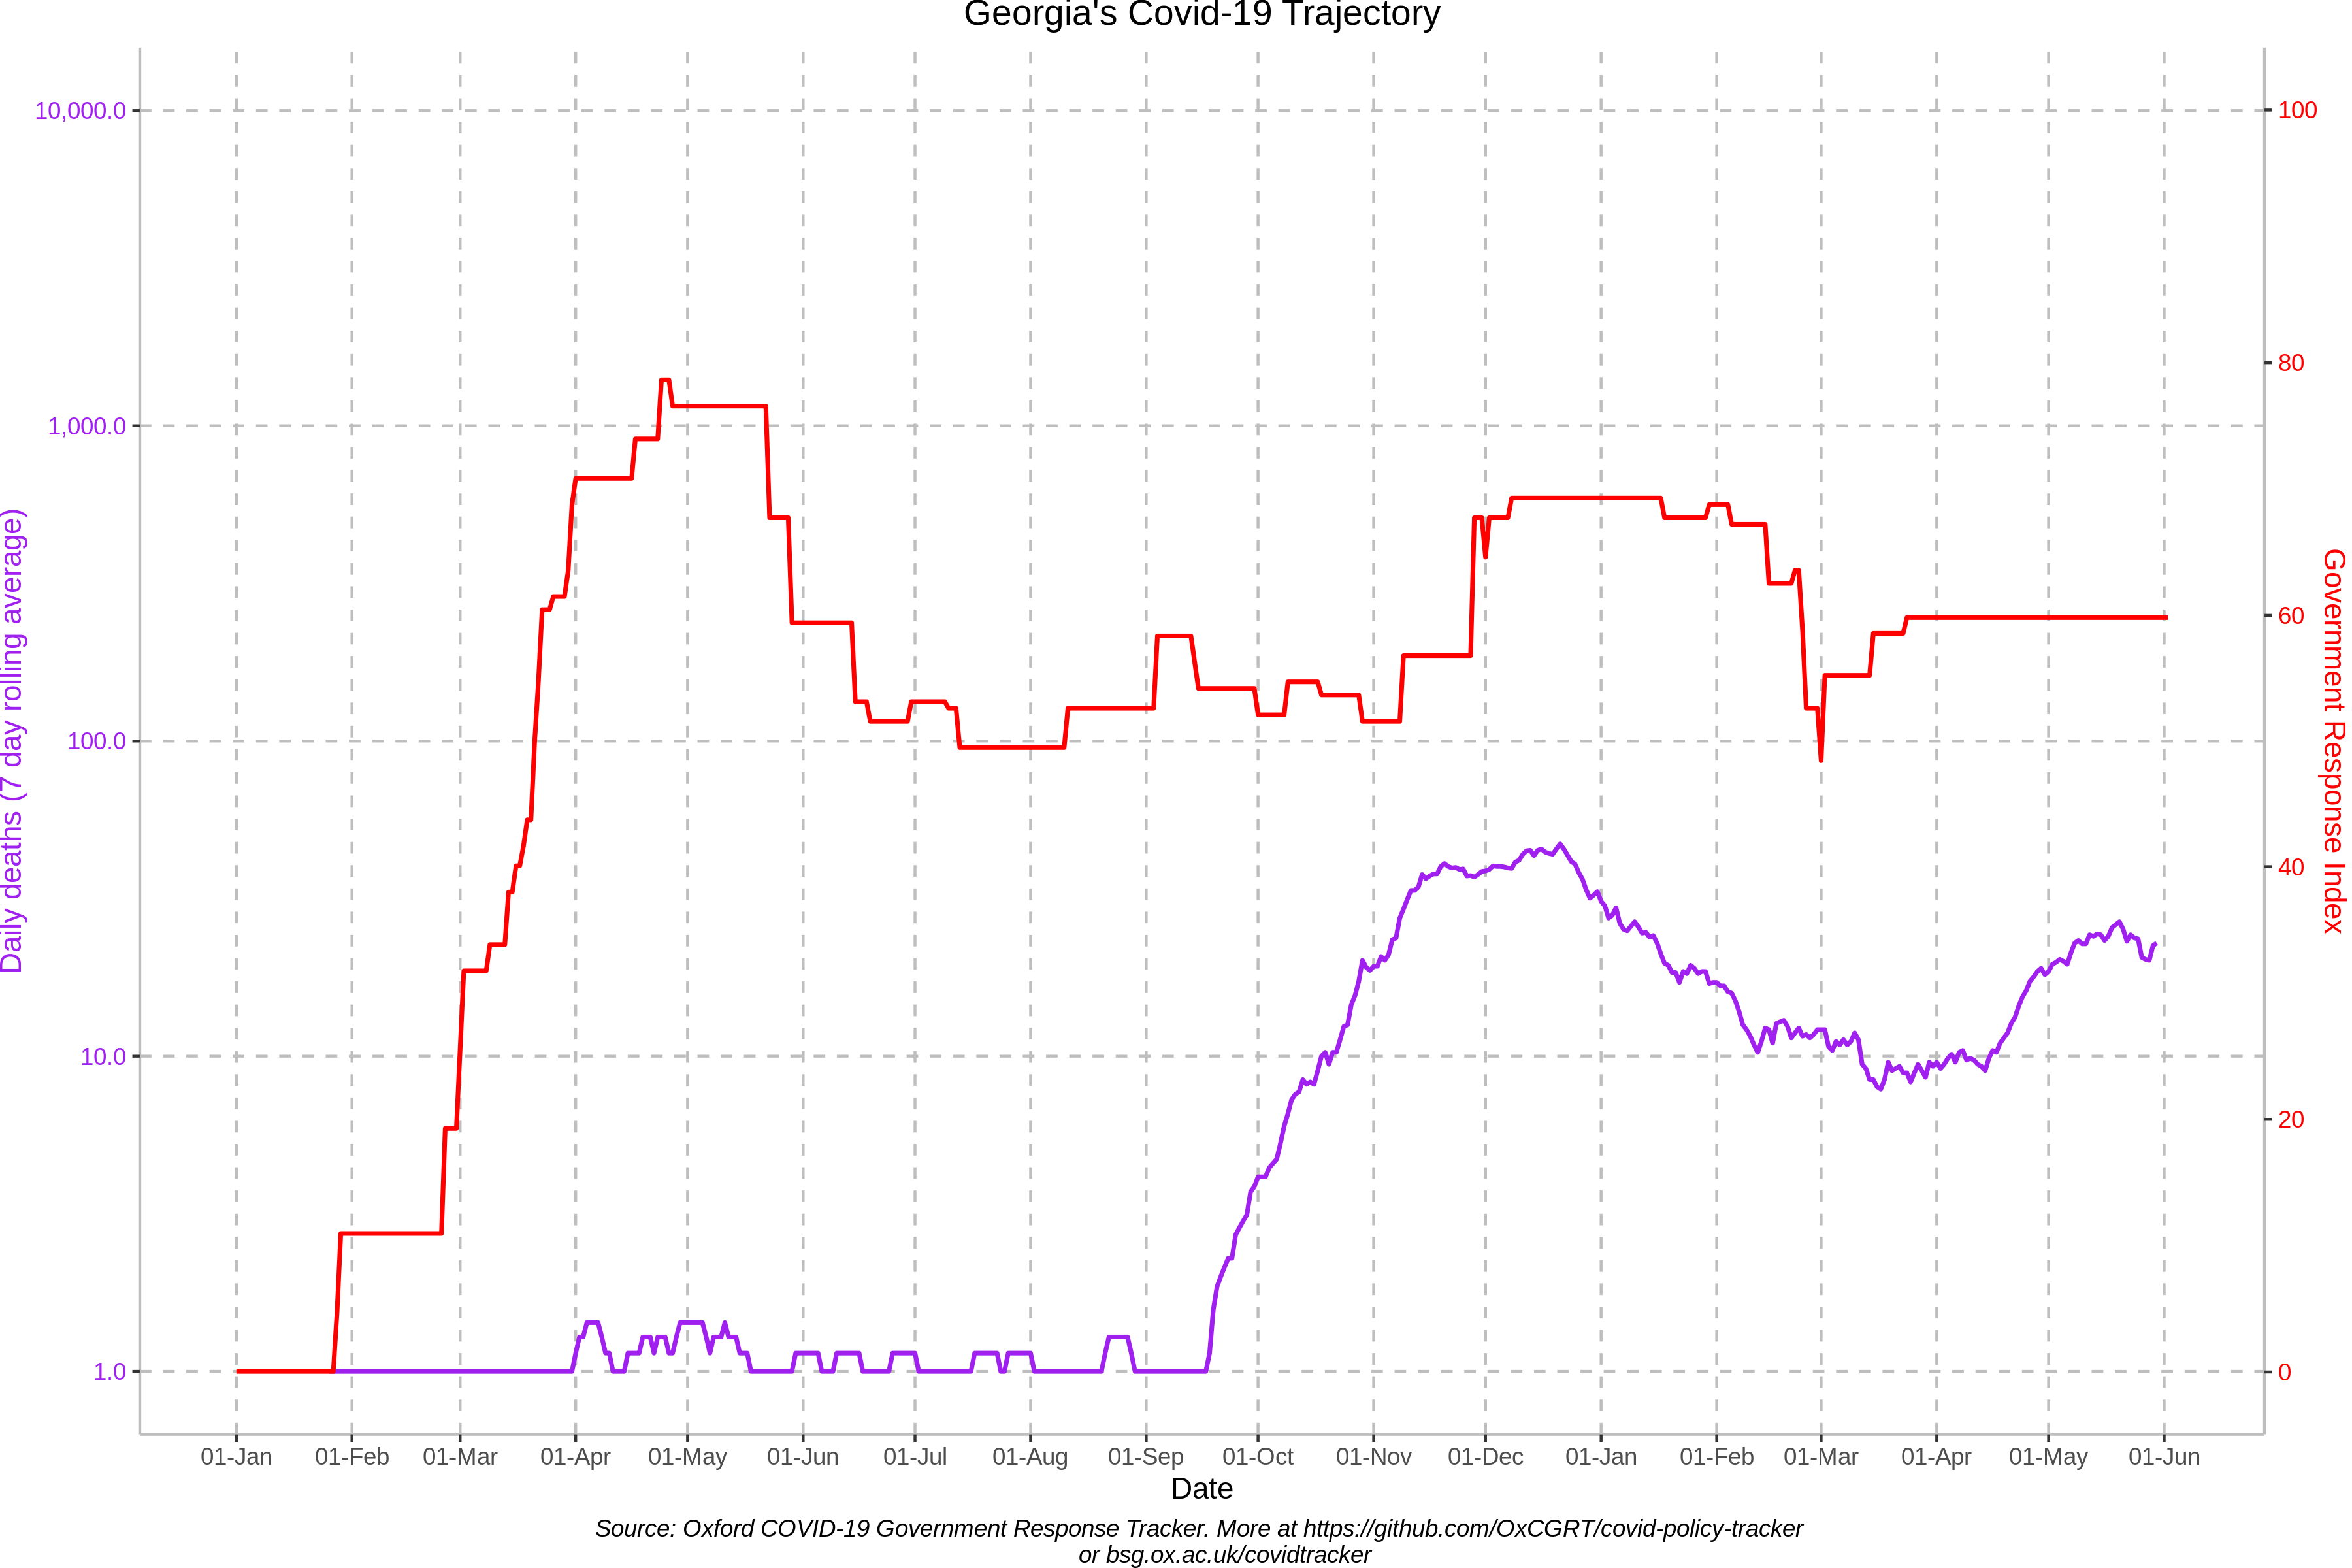 Georgia's Covid-19 Trajectory
10,000.0
1,000.0
100.0
10.0
1.0
Daily deaths (7 day rolling average)
100
80
60
40
20
0
Government Response Index
01-Jan 01-Feb 01-Mar 01-Apr 01-May 01-Jun 01-Jul 01-Aug 01-Sep 01-Oct 01-Nov 01-Dec 01-Jan 01-Feb 01-Mar 01-Apr 01-May 01-Jun
Date
Source: Oxford COVID-19 Government Response Tracker. More at https://github.com/OxCGRT/covid-policy-tracker
or bsg.ox.ac.uk/covidtracker